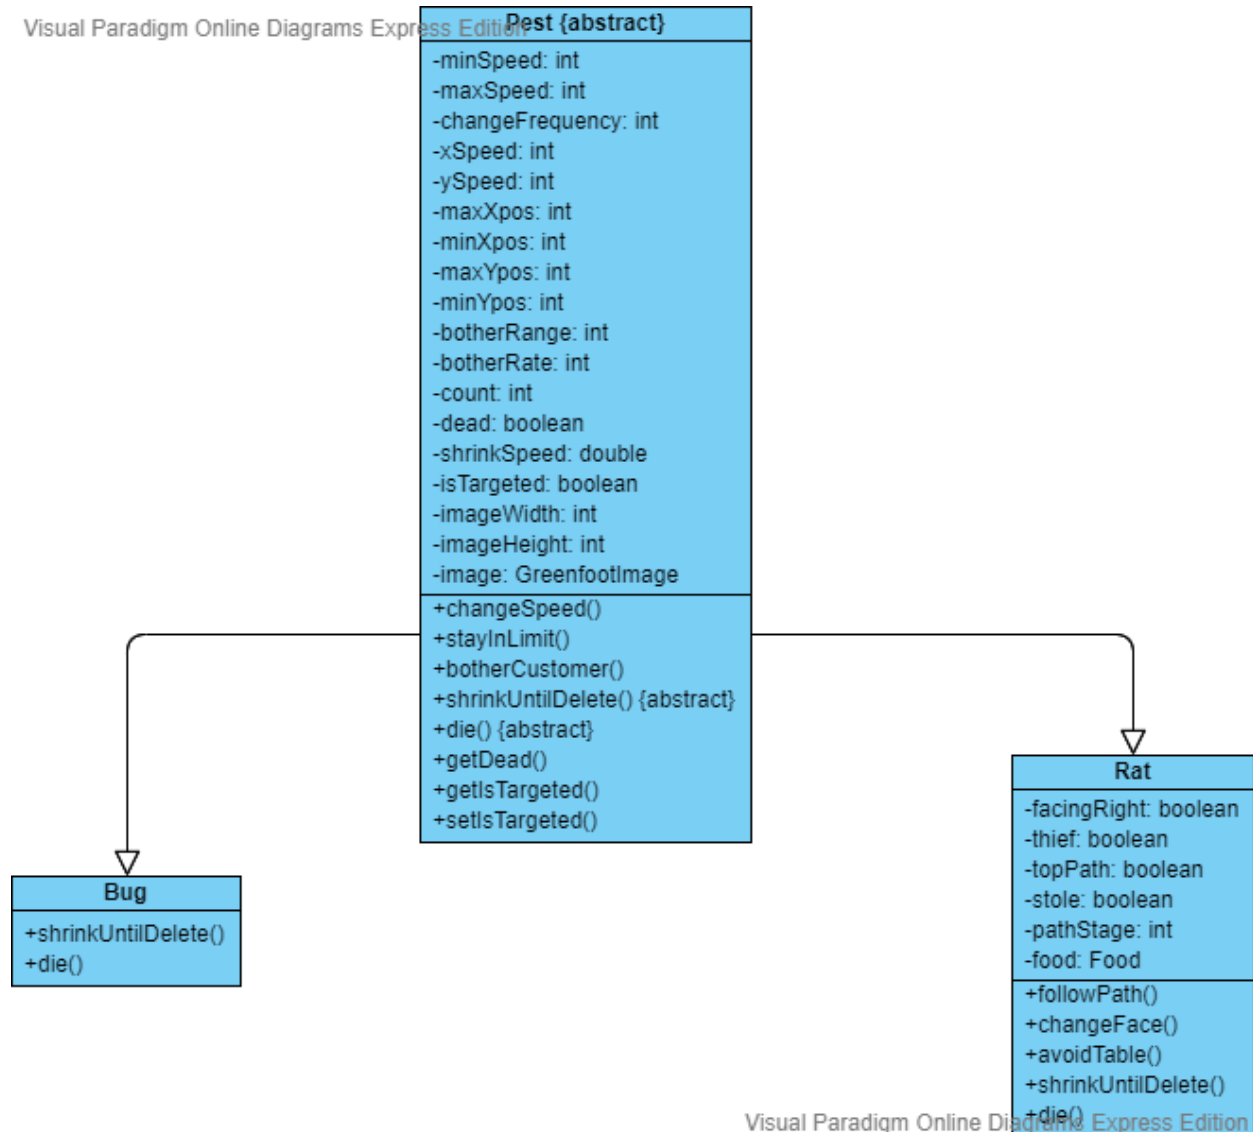 Visual Paradigm Online Diagrams Express Edition
Pest {abstract}
-minSpeed: int
-maxSpeed: int
-changeFrequency: int
-xSpeed: int
-ySpeed: int
-maxXpos: int
-minXpos: int
-maxYpos: int
-minYpos: int
-botherRange: int
-botherRate: int
-count: int
-dead: boolean
-shrinkSpeed: double
-isTargeted: boolean
-imageWidth: int
-imageHeight: int
-image: GreenfootImage
+changeSpeed()
+stayInLimit()
+botherCustomer()
+shrinkUntilDelete() {abstract}
+die() {abstract}
+getDead()
+getIsTargeted()
+setIsTargeted()
Bug
+shrinkUntilDelete()
+die()
Rat
-facingRight: boolean
-thief: boolean
-topPath: boolean
-stole: boolean
-pathStage: int
-food: Food
+followPath()
+changeFace()
+avoidTable()
+shrinkUntilDelete()
+die()
Visual Paradigm Online Diagrams Express Edition